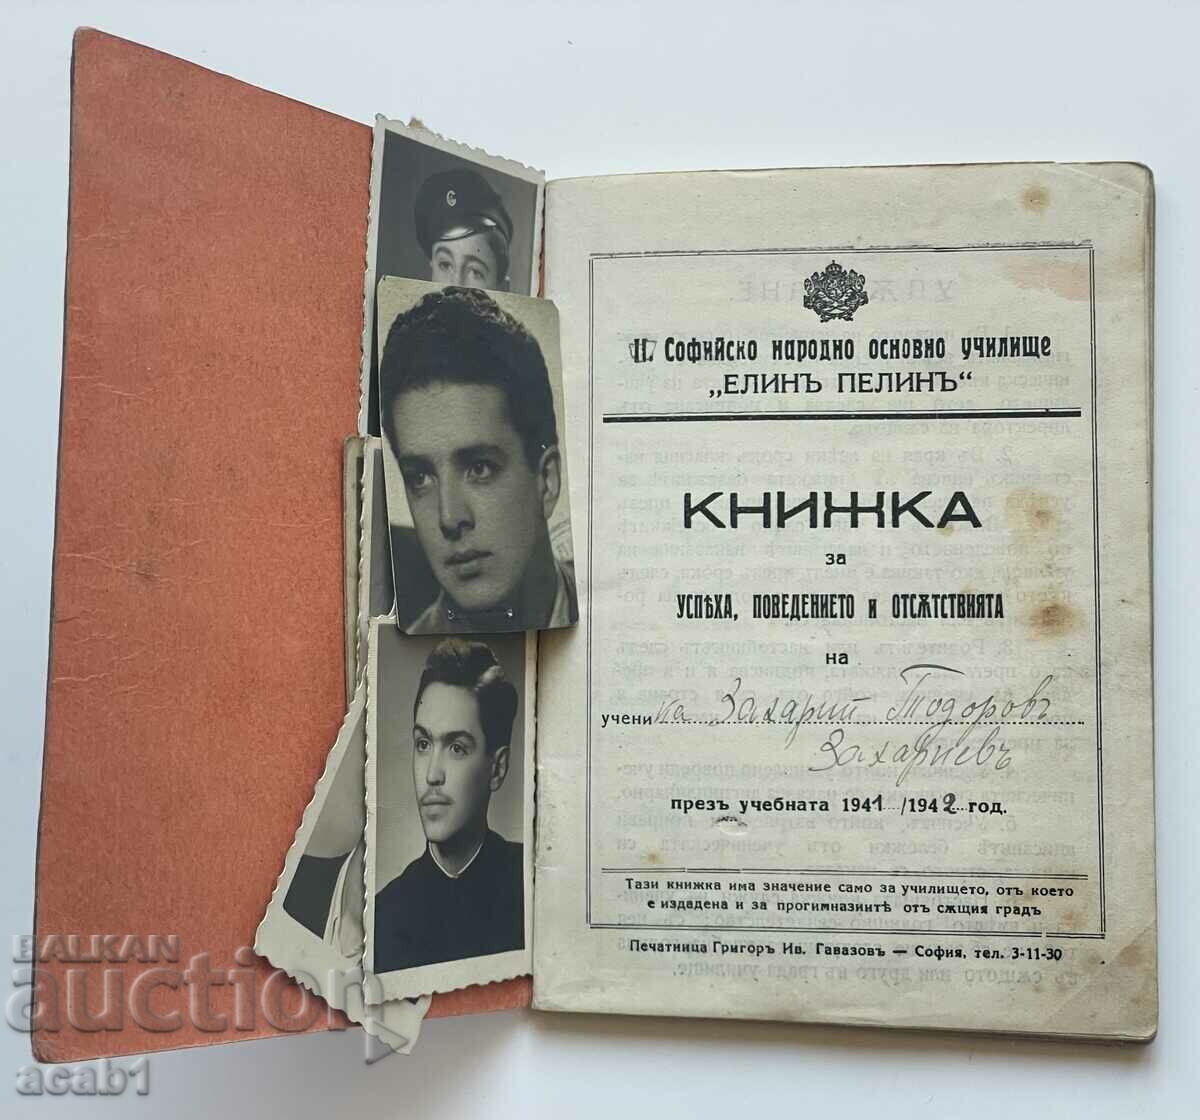 II. Софийско народно основно училище
„ЕЛИНЪ ПЕЛИНЪ“
КНИЖКА
за
УСПѢХА, ПОВЕДЕНИЕТО И ОТСѪТСТВИЯТА
на
учени ка Захарий Тодоровъ
Захариевъ
презъ учебната 1941/1942 год.
Тази книжка има значение само за училището, отъ което
е издадена и за прогимназиитѣ отъ сѫщия градъ
Печатница Григоръ Ив. Гавазовъ — София, тел. 3-11-30
BALKAN
auction
acab1